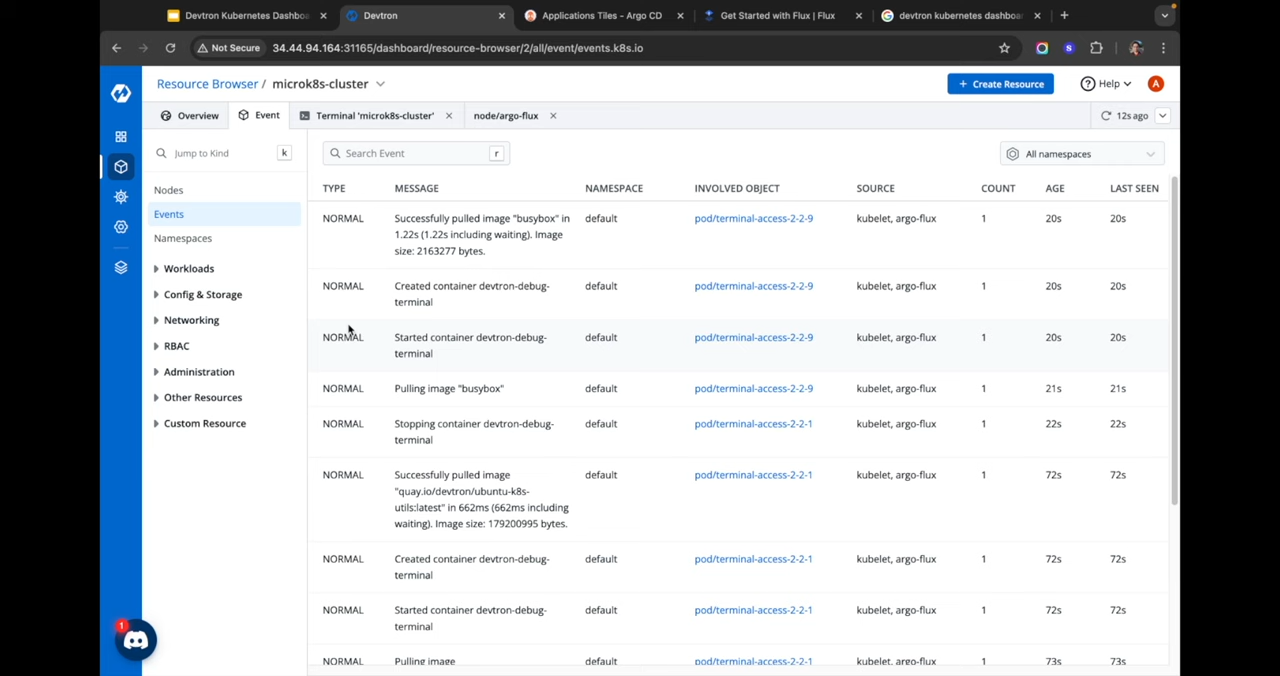 Devtron Kubernetes Dashbo
Devtron
Applications Tiles - Argo CD
Get Started with Flux | Flux
devtron kubernetes dashboa
Not Secure
34.44.94.164:31165/dashboard/resource-browser/2/all/event/events.k8s.io
S
Resource Browser / microk8s-cluster
+ Create Resource
Help
A
Overview
Event
Terminal 'microk8s-cluster'
node/argo-flux
12s ago
Jump to Kind
k
Search Event
r
All namespaces
Nodes
Events
Namespaces
Workloads
Config & Storage
Networking
RBAC
Administration
Other Resources
Custom Resource
TYPE MESSAGE NAMESPACE INVOLVED OBJECT SOURCE COUNT AGE LAST SEEN
NORMAL Successfully pulled image "busybox" in default pod/terminal-access-2-2-9 kubelet, argo-flux 1 20s 20s
1.22s (1.22s including waiting). Image
size: 2163277 bytes.
NORMAL Created container devtron-debug- default pod/terminal-access-2-2-9 kubelet, argo-flux 1 20s 20s
terminal
NORMAL Started container devtron-debug- default pod/terminal-access-2-2-9 kubelet, argo-flux 1 20s 20s
terminal
NORMAL Pulling image "busybox" default pod/terminal-access-2-2-9 kubelet, argo-flux 1 21s 21s
NORMAL Stopping container devtron-debug- default pod/terminal-access-2-2-1 kubelet, argo-flux 1 22s 22s
terminal
NORMAL Successfully pulled image default pod/terminal-access-2-2-1 kubelet, argo-flux 1 72s 72s
"quay.io/devtron/ubuntu-k8s-
utils:latest" in 662ms (662ms including
waiting). Image size: 179200995 bytes.
NORMAL Created container devtron-debug- default pod/terminal-access-2-2-1 kubelet, argo-flux 1 72s 72s
terminal
NORMAL Started container devtron-debug- default pod/terminal-access-2-2-1 kubelet, argo-flux 1 72s 72s
terminal
NORMAL Pulling image default pod/terminal-access-2-2-1 kubelet, argo-flux 1 73s 73s
1